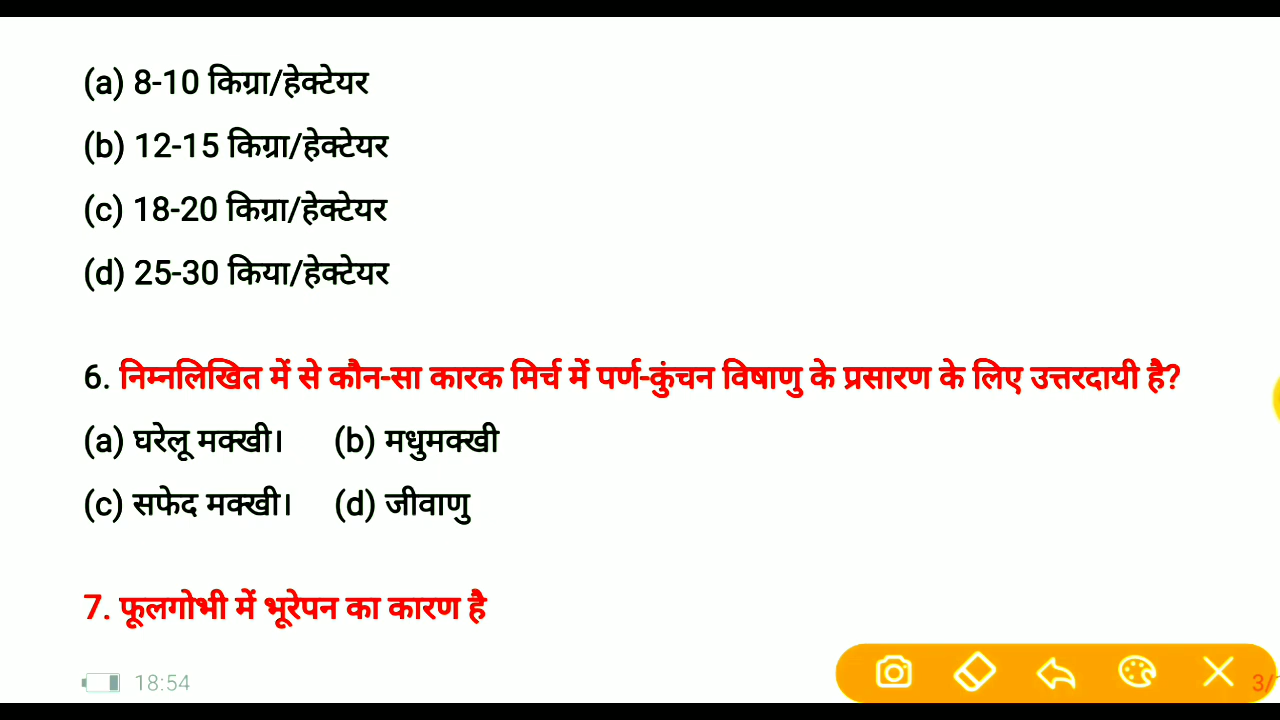 (a) 8-10 किग्रा/हेक्टेयर
(b) 12-15 किग्रा/हेक्टेयर
(c) 18-20 किग्रा/हेक्टेयर
(d) 25-30 किया/हेक्टेयर
6. निम्नलिखित में से कौन-सा कारक मिर्च में पर्ण-कुंचन विषाणु के प्रसारण के लिए उत्तरदायी है?
(a) घरेलू मक्खी। (b) मधुमक्खी
(c) सफेद मक्खी। (d) जीवाणु
7. फूलगोभी में भूरेपन का कारण है
18:54 3/